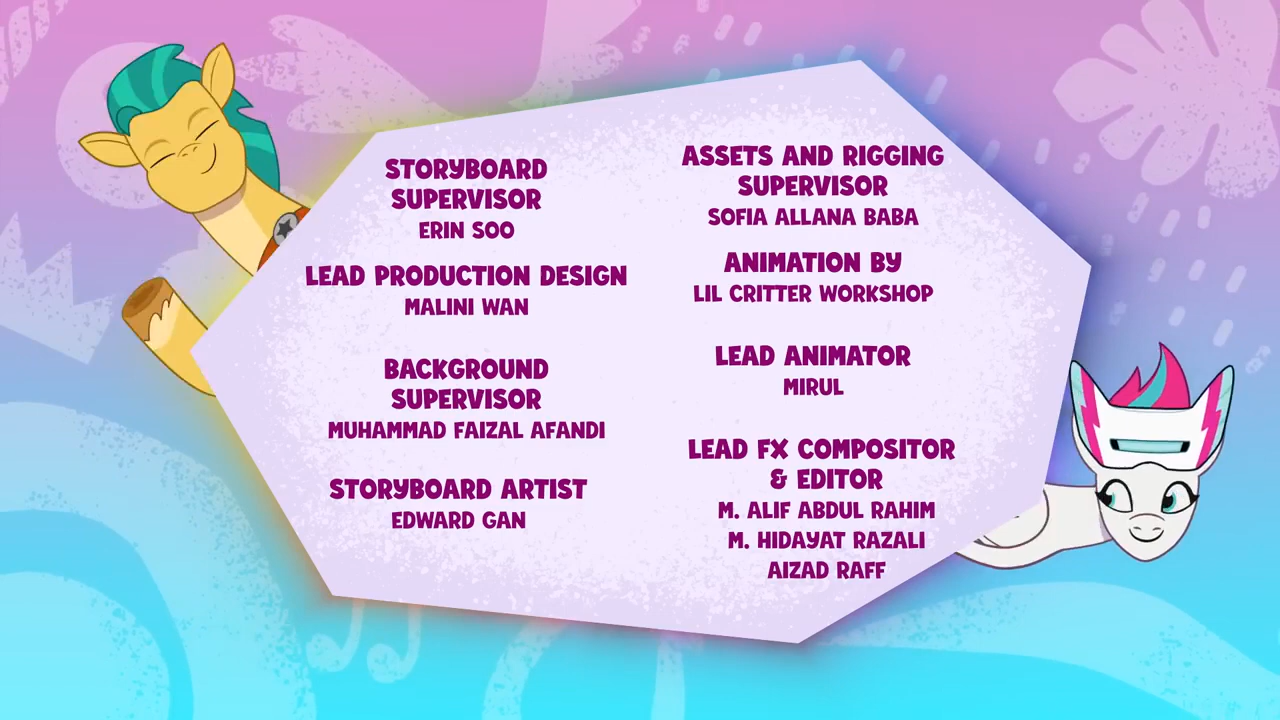 STORYBOARD
SUPERVISOR
ERIN SOO
LEAD PRODUCTION DESIGN
MALINI WAN
BACKGROUND
SUPERVISOR
MUHAMMAD FAIZAL AFANDI
STORYBOARD ARTIST
EDWARD GAN
ASSETS AND RIGGING
SUPERVISOR
SOFIA ALLANA BABA
ANIMATION BY
LIL CRITTER WORKSHOP
LEAD ANIMATOR
MIRUL
LEAD FX COMPOSITOR
& EDITOR
M. ALIF ABDUL RAHIM
M. HIDAYAT RAZALI
AIZAD RAFF